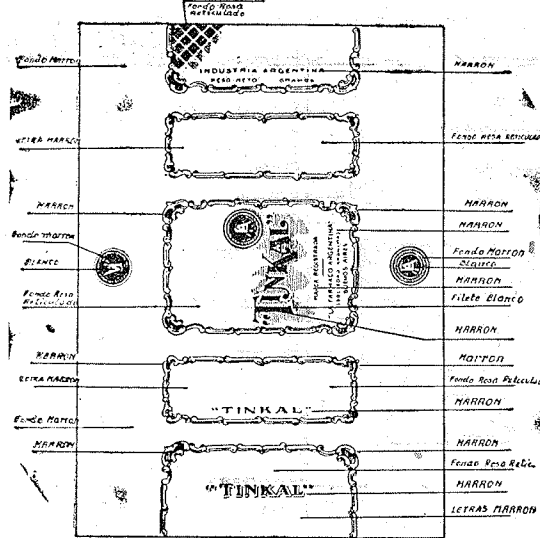 Fondo Rosa
Reticulado
Fondo Marron
MARRON
INDUSTRIA ARGENTINA
PESO NETO GRAMOS
LETRA MARRON
Fondo Rosa Reticulado
MARRON
MARRON
MARRON
Fondo Marron
BLANCO
Fondo Rosa
Reticulado
"TINKAL"
MARCA REGISTRADA
LA FARMACO ARGENTINA
BUENOS AIRES
Fondo Marron
Blanco
MARRON
Filete Blanco
MARRON
MARRON
LETRA MARRON
Marron
Fondo Rosa Reticulado
MARRON
"TINKAL"
Fondo Marron
MARRON
MARRON
Fondo Rosa Retic.
"TINKAL"
MARRON
LETRAS MARRON